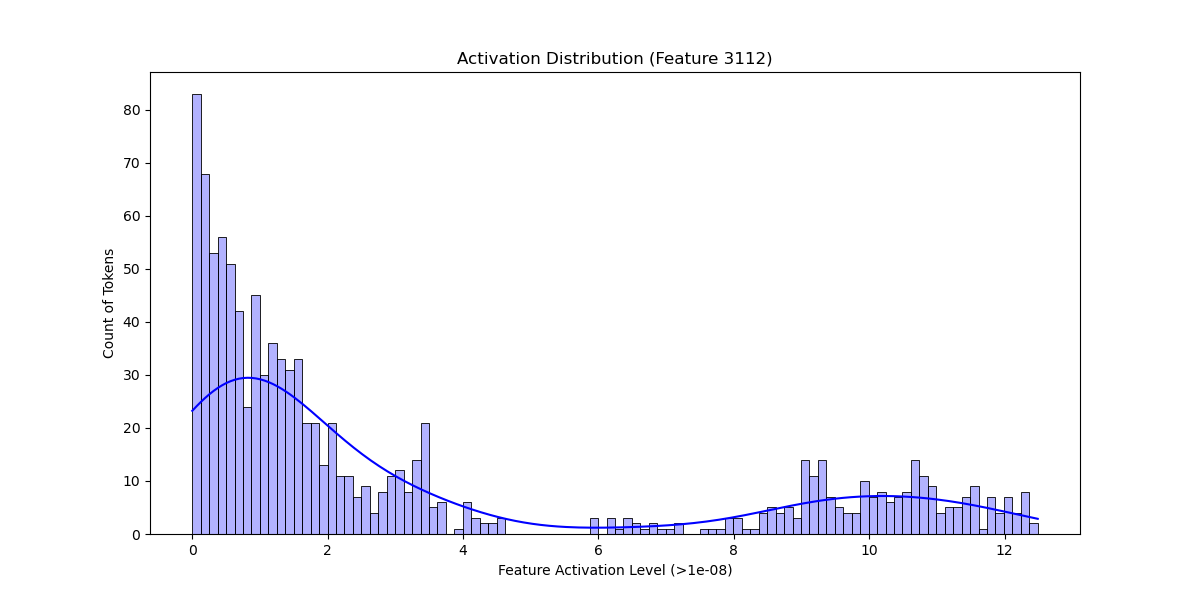 Activation Distribution (Feature 3112)
80
70
60
50
40
30
20
10
0
Count of Tokens
0 2 4 6 8 10 12
Feature Activation Level (>1e-08)